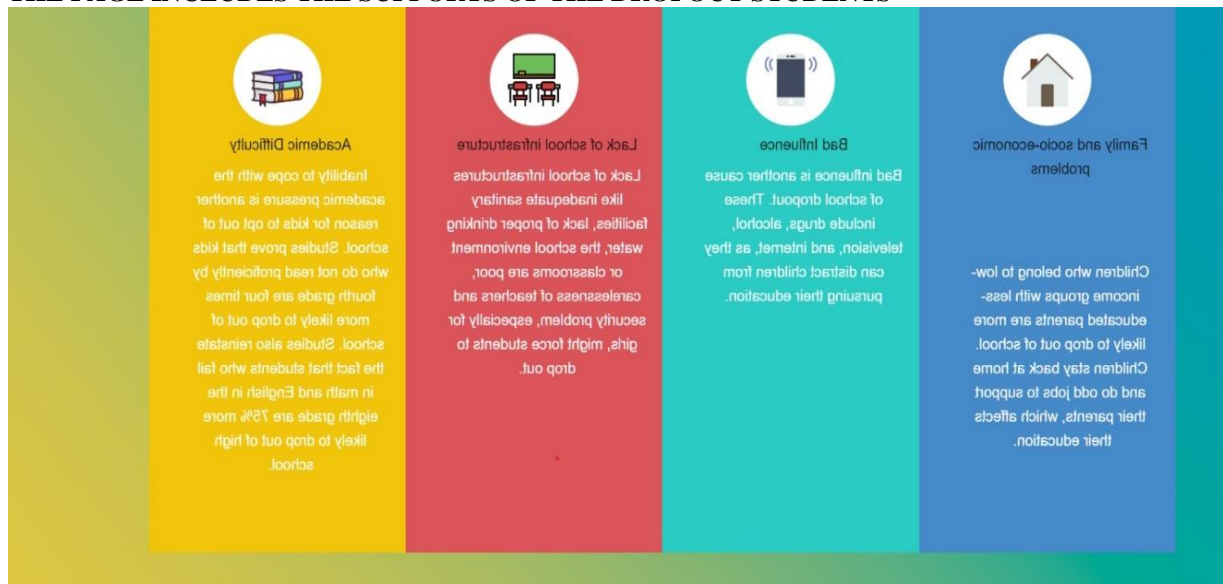 THE PAGE INCLUDES THE SUPPORTS OF THE DROPOUT STUDENTS
Family and socio-economic
problems
Children who belong to low-
income groups with less-
educated parents are more
likely to drop out of school.
Children stay back at home
and do odd jobs to support
their parents, which affects
their education.
Bad Influence
Bad influence is another cause
of school dropout. These
include drugs, alcohol,
television, and internet, as they
can distract children from
pursuing their education.
Lack of school infrastructure
Lack of school infrastructures
like inadequate sanitary
facilities, lack of proper drinking
water, the school environment
or classrooms are poor,
carelessness of teachers and
security problem, especially for
girls, might force students to
drop out.
Academic Difficulty
Inability to cope with the
academic pressure is another
reason for kids to opt out of
school. Studies prove that kids
who do not read proficiently by
fourth grade are four times
more likely to drop out of
school. Studies also reinstate
the fact that students who fail
in math and English in the
eighth grade are 75% more
likely to drop out of high
school.